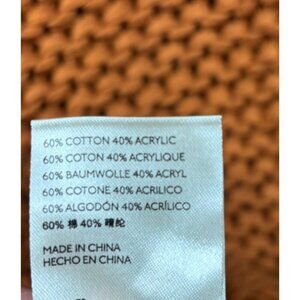 60% COTTON 40% ACRYLIC
60% COTON 40% ACRYLIQUE
60% BAUMWOLLE 40% ACRYL
60% COTONE 40% ACRILICO
60% ALGODÓN 40% ACRÍLICO
60% 棉 40% 晴纶
MADE IN CHINA
HECHO EN CHINA